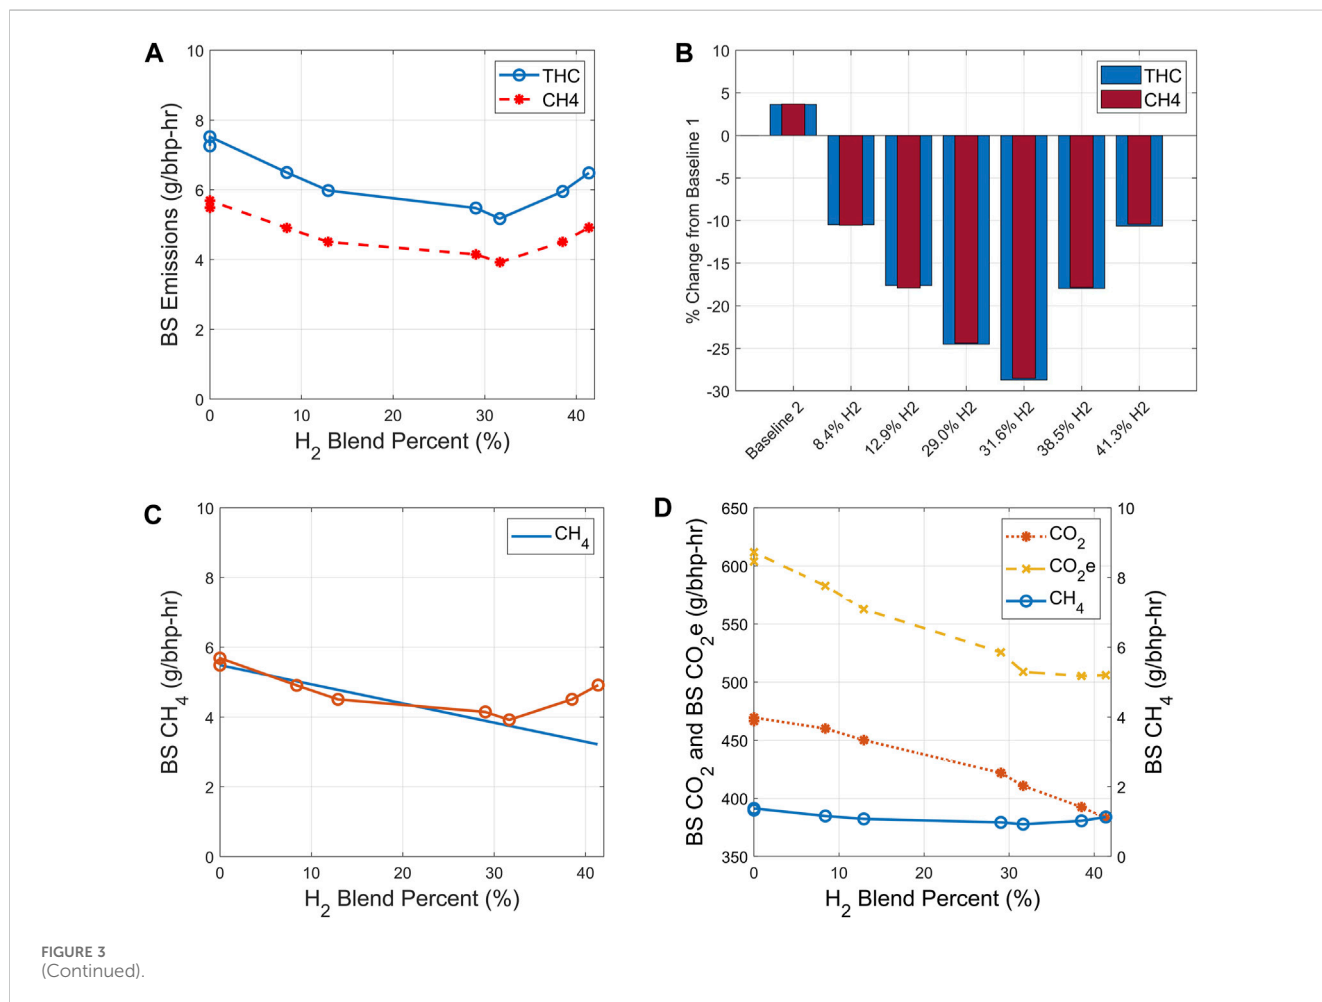 A
10
8
6
4
2
0
BS Emissions (g/bhp-hr)
THC
CH4
0 10 20 30 40
H2 Blend Percent (%)
B
10
5
0
-5
-10
-15
-20
-25
-30
% Change from Baseline 1
THC
CH4
Baseline 2
8.4% H2
12.9% H2
29.0% H2
31.6% H2
38.5% H2
41.3% H2
C
10
8
6
4
2
0
BS CH4 (g/bhp-hr)
CH4
0 10 20 30 40
H2 Blend Percent (%)
D
650
600
550
500
450
400
350
BS CO2 and BS CO2e (g/bhp-hr)
CO2
CO2e
CH4
10
8
6
4
2
0
BS CH4 (g/bhp-hr)
0 10 20 30 40
H2 Blend Percent (%)
FIGURE 3
(Continued).